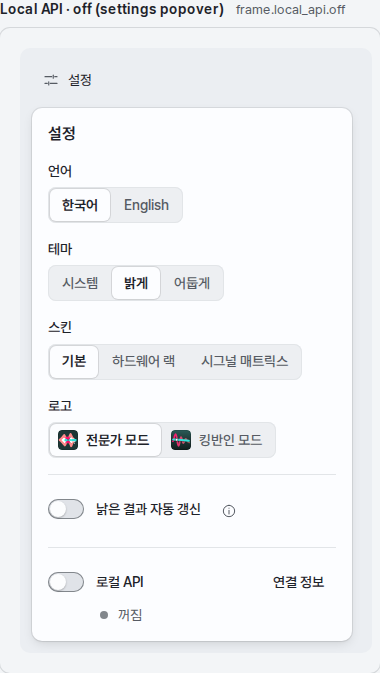 Local API · off (settings popover) frame.local_api.off
설정
설정
언어
한국어 English
테마
시스템 밝게 어둡게
스킨
기본 하드웨어 랙 시그널 매트릭스
로고
전문가 모드 킹반인 모드
낡은 결과 자동 갱신
로컬 API 연결 정보
꺼짐